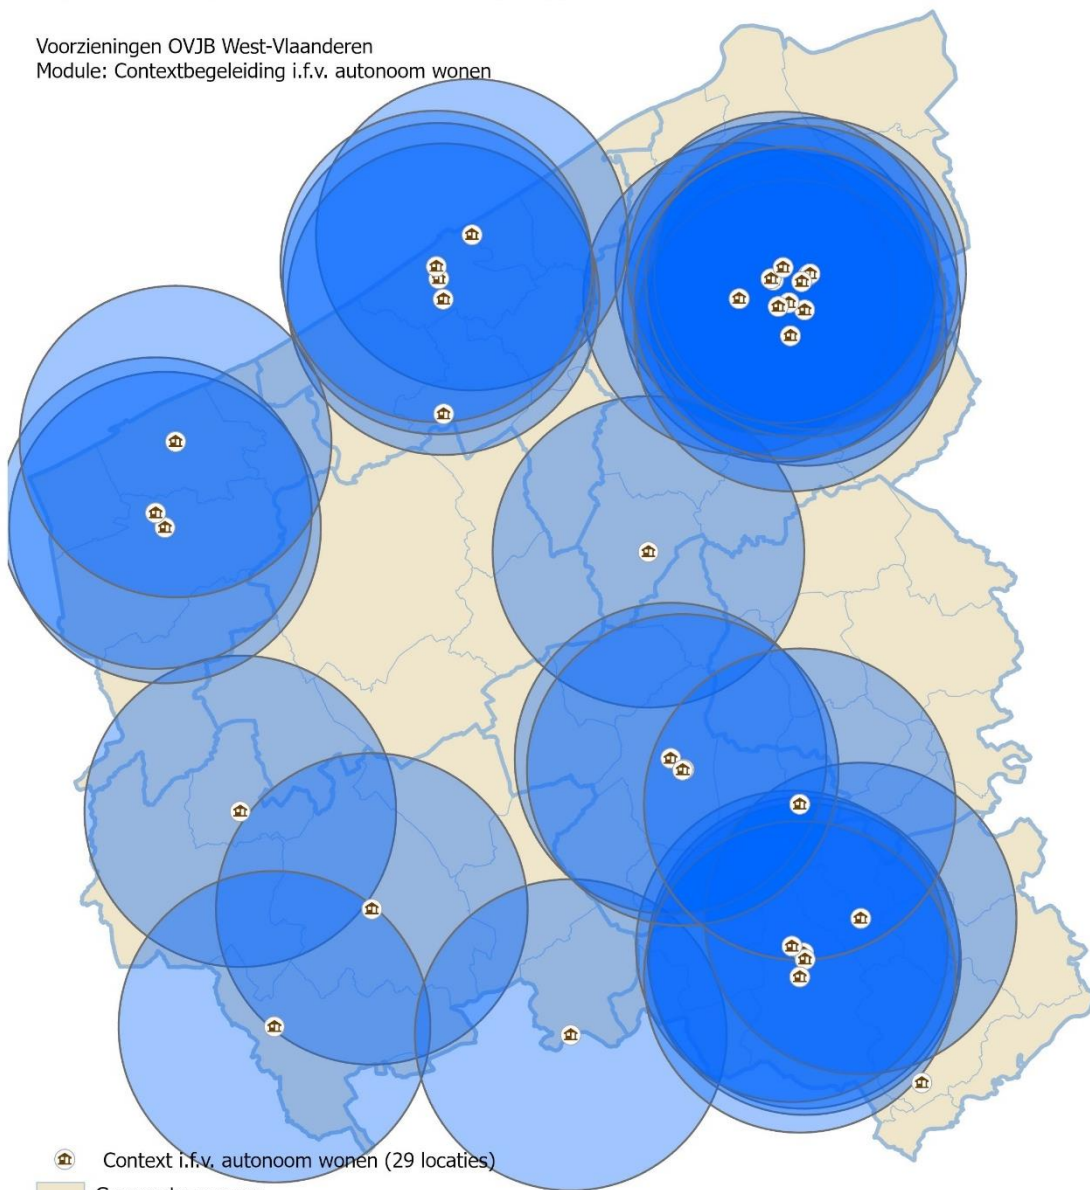 Voorzieningen OVJB West-Vlaanderen
Module: Contextbegeleiding i.f.v. autonoom wonen
Context i.f.v. autonoom wonen (29 locaties)